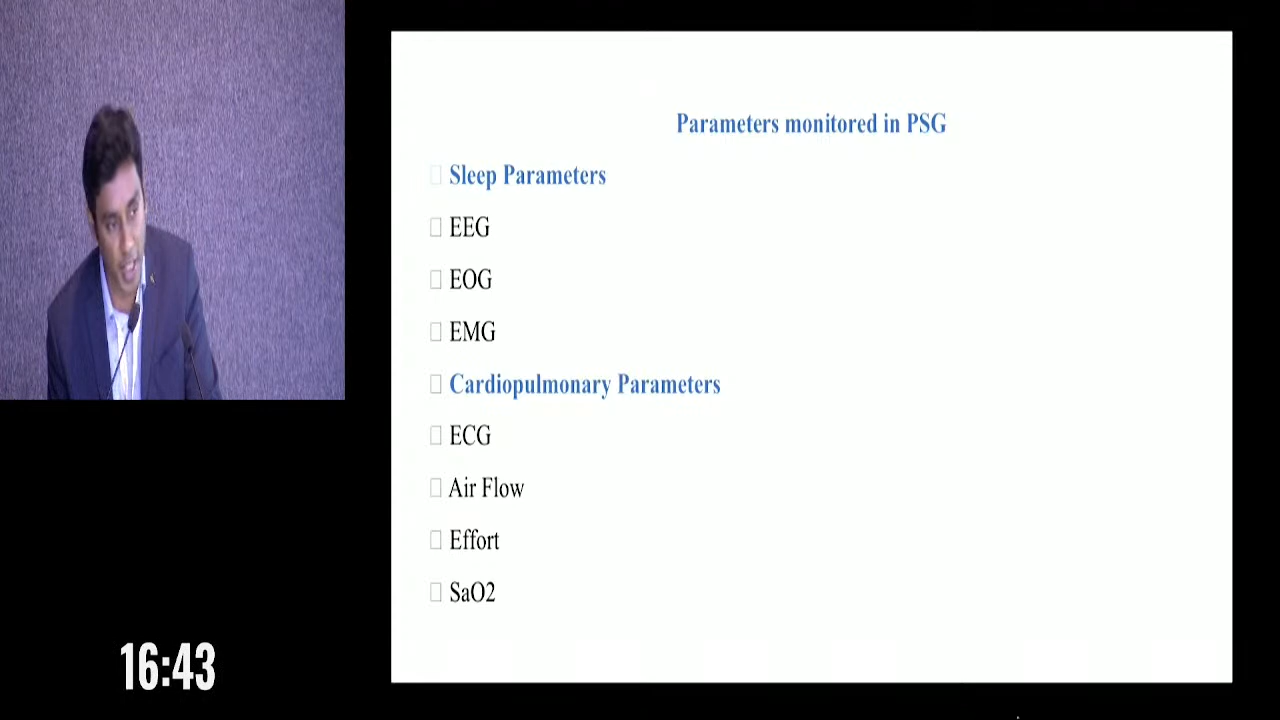 Parameters monitored in PSG
Sleep Parameters
EEG
EOG
EMG
Cardiopulmonary Parameters
ECG
Air Flow
Effort
SaO2
16:43